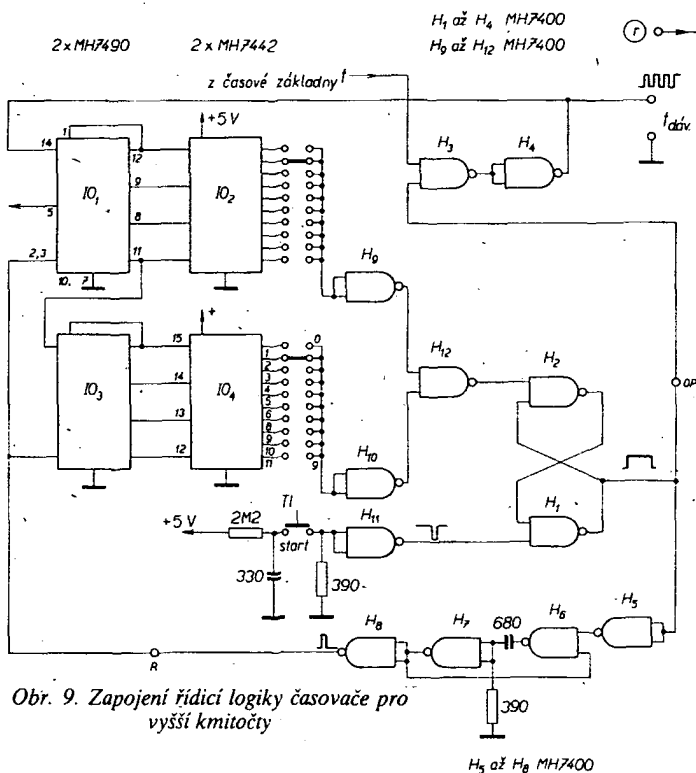 H₁ až H₄ MH7400
H₉ až H₁₂ MH7400
r
2 x MH7490
2 x MH7442
z časové základny f
+5 V
f dáv.
14
1
12
9
8
11
5
2,3
10, 7
IO₁
IO₂
H₃
H₄
H₉
H₁₂
H₂
OP
+
IO₃
IO₄
15
14
13
12
0
1
2
3
4
5
6
8
9
10
11
9
H₁₀
H₁
+5 V
2M2
Tl
start
H₁₁
330
390
H₈
H₇
680
H₆
H₅
R
390
Obr. 9. Zapojení řídicí logiky časovače pro
vyšší kmitočty
H₅ až H₈ MH7400